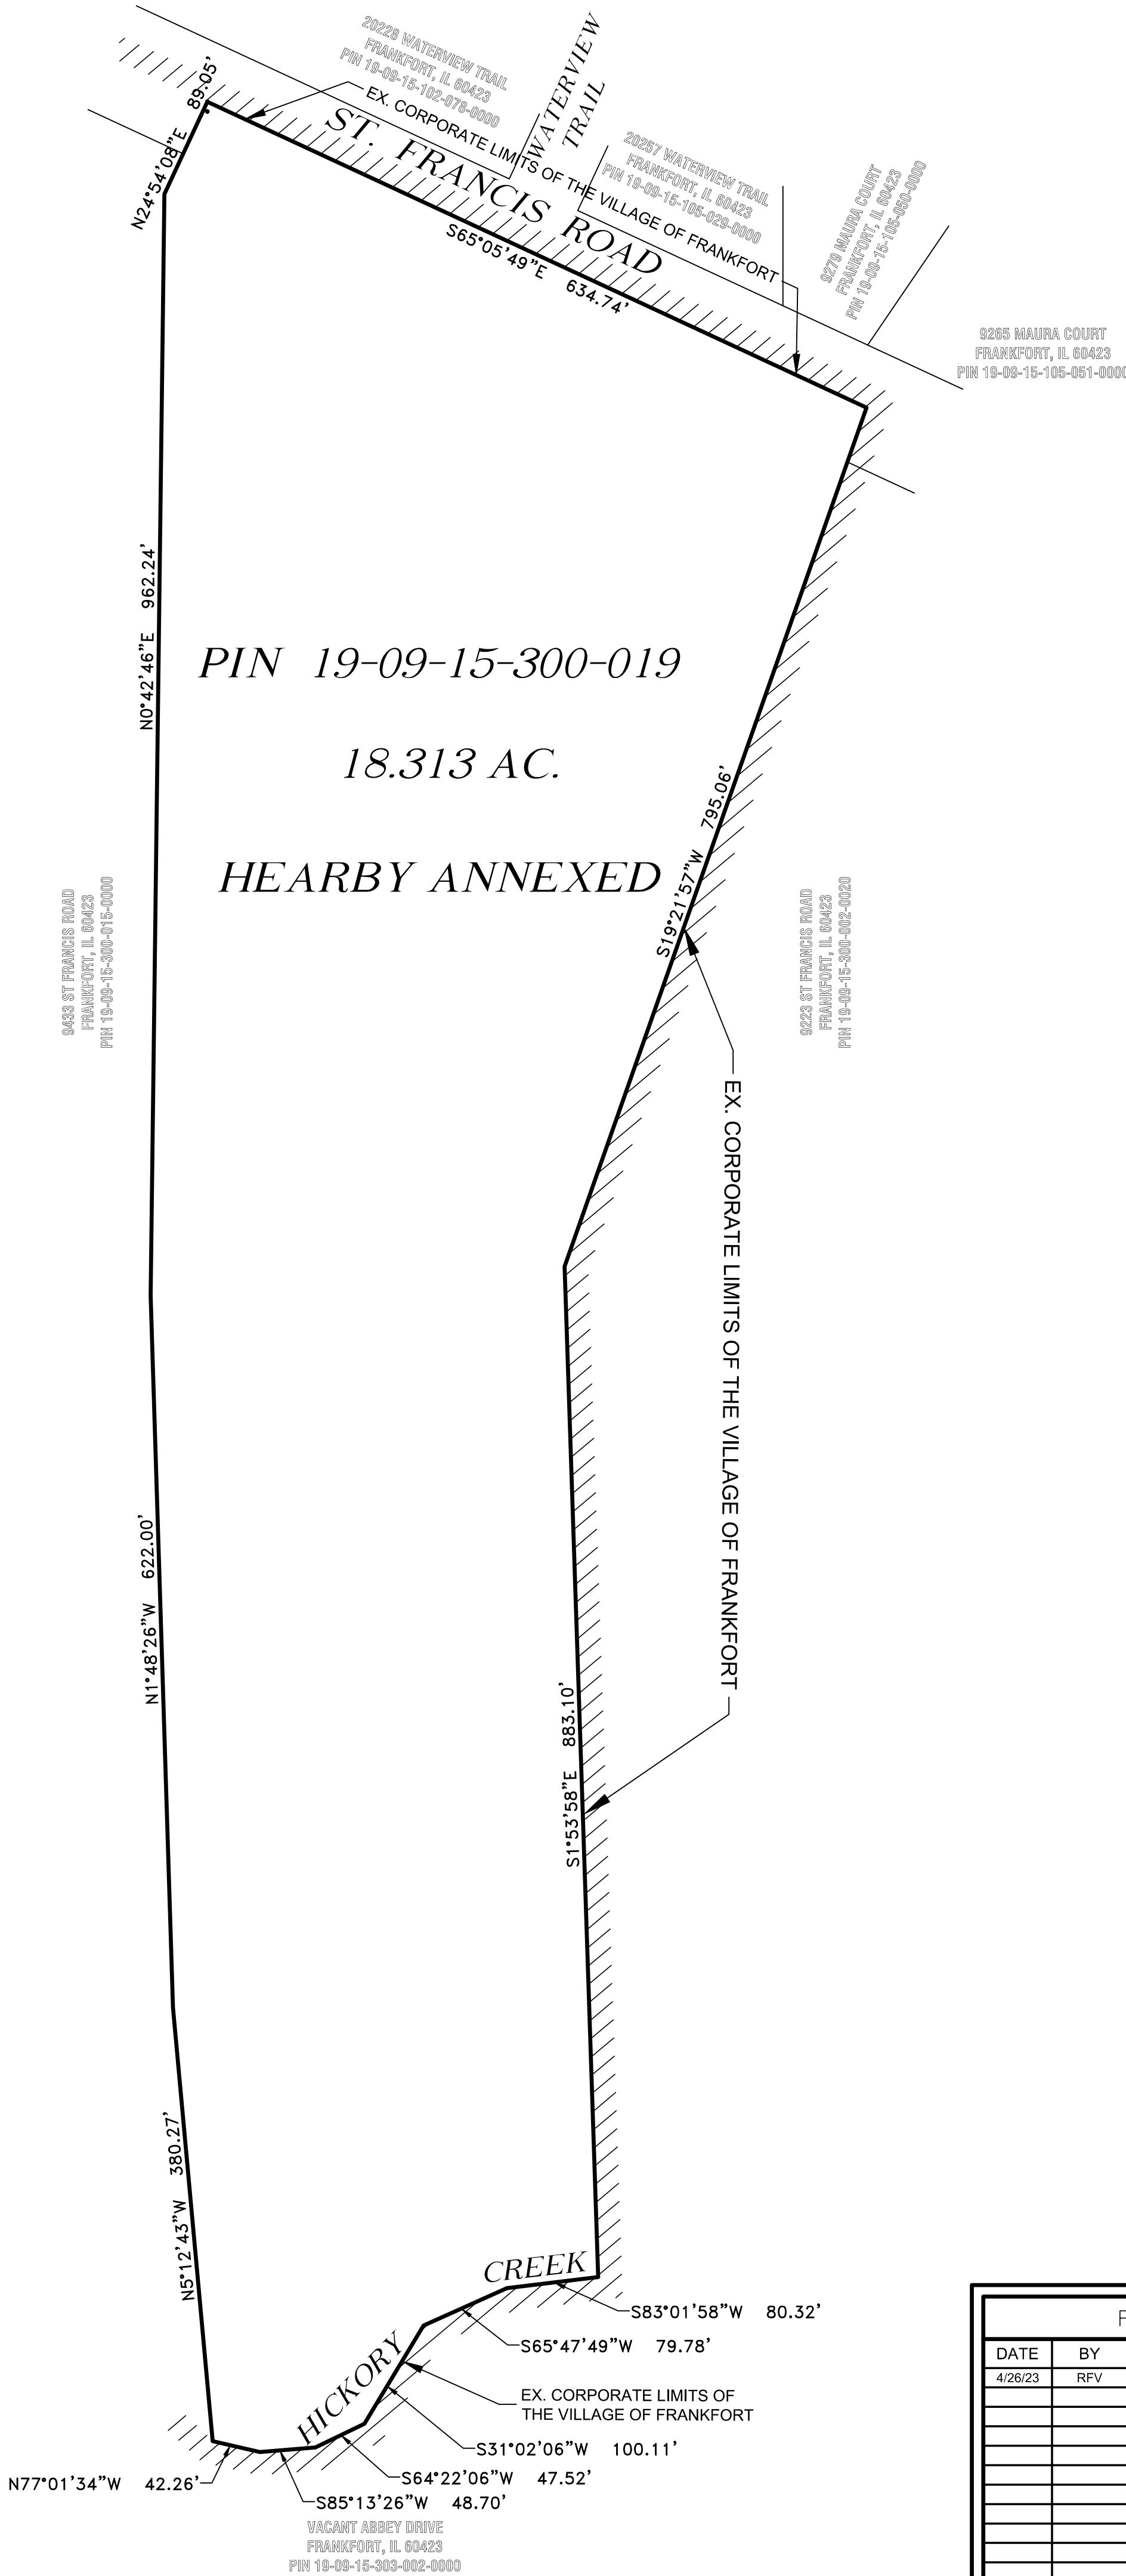 20228 WATERVIEW TRAIL
FRANKFORT, IL 60423
PIN 19-09-15-102-078-0000
WATERVIEW
TRAIL
EX. CORPORATE LIMITS OF THE VILLAGE OF FRANKFORT
ST. FRANCIS ROAD
20257 WATERVIEW TRAIL
FRANKFORT, IL 60423
PIN 19-09-15-105-029-0000
9279 MAURA COURT
FRANKFORT, IL 60423
PIN 19-09-15-105-050-0000
9265 MAURA COURT
FRANKFORT, IL 60423
PIN 19-09-15-105-051-0000
N24°54'08"E 89.05'
S65°05'49"E 634.74'
N0°42'46"E 962.24'
PIN 19-09-15-300-019
18.313 AC.
HEARBY ANNEXED
S19°21'57"W 795.06'
9433 ST FRANCIS ROAD
FRANKFORT, IL 60423
PIN 19-09-15-300-015-0000
9223 ST FRANCIS ROAD
FRANKFORT, IL 60423
PIN 19-09-15-300-002-0020
EX. CORPORATE LIMITS OF THE VILLAGE OF FRANKFORT
N1°48'26"W 622.00'
S1°53'58"E 883.10'
N5°12'43"W 380.27'
HICKORY CREEK
S83°01'58"W 80.32'
S65°47'49"W 79.78'
EX. CORPORATE LIMITS OF
THE VILLAGE OF FRANKFORT
S31°02'06"W 100.11'
S64°22'06"W 47.52'
S85°13'26"W 48.70'
N77°01'34"W 42.26'
VACANT ABBEY DRIVE
FRANKFORT, IL 60423
PIN 19-09-15-303-002-0000
DATE BY
4/26/23 RFV